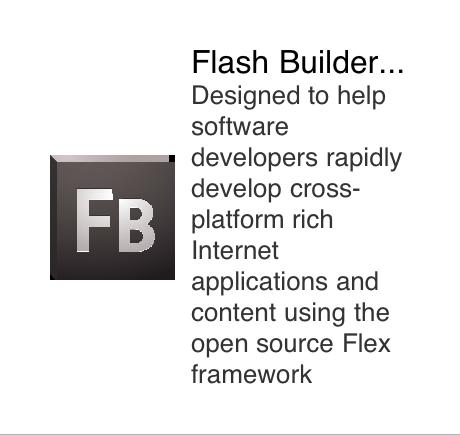 Flash Builder...
Designed to help
software
developers rapidly
develop cross-
platform rich
Internet
applications and
content using the
open source Flex
framework
FB